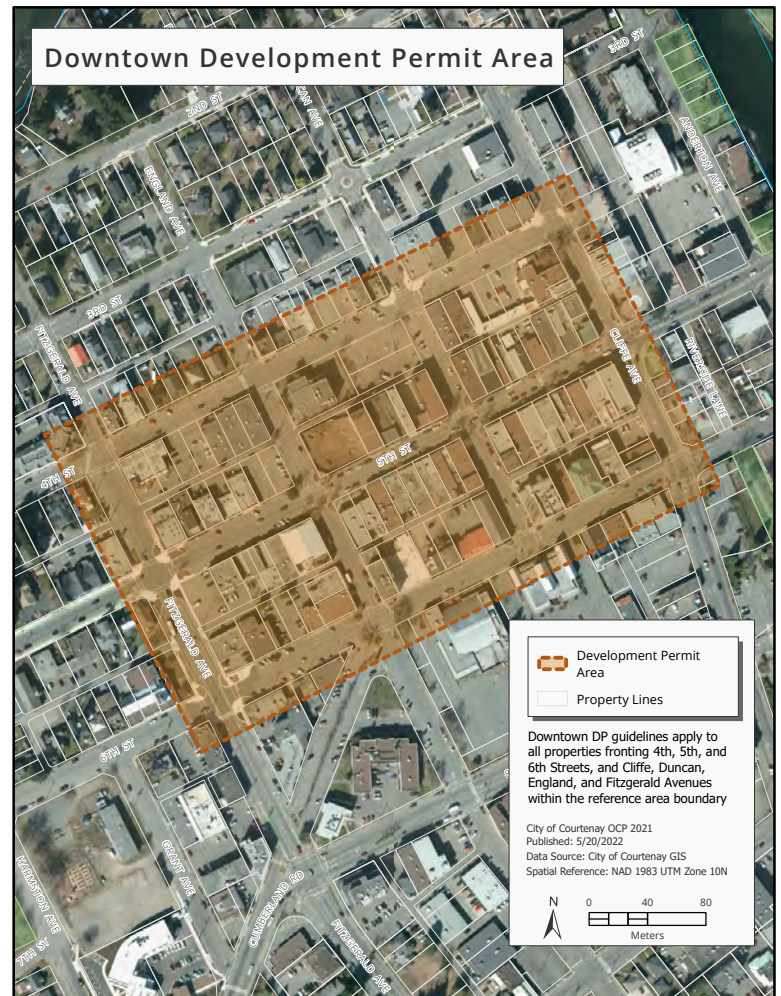 Downtown Development Permit Area
3RD ST
2ND ST
CAN AVE
ANDERTON AVE
ENGLAND AVE
3RD ST
FITZGERALD AVE
CLIFFE AVE
RIVERSIDE LANE
5TH ST
4TH ST
FITZGERALD AVE
6TH ST
GRANT AVE
HARMSTON AVE
CUMBERLAND RD
FITZGERALD AVE
7TH ST
Development Permit
Area
Property Lines
Downtown DP guidelines apply to
all properties fronting 4th, 5th, and
6th Streets, and Cliffe, Duncan,
England, and Fitzgerald Avenues
within the reference area boundary
City of Courtenay OCP 2021
Published: 5/20/2022
Data Source: City of Courtenay GIS
Spatial Reference: NAD 1983 UTM Zone 10N
N
0 40 80
Meters